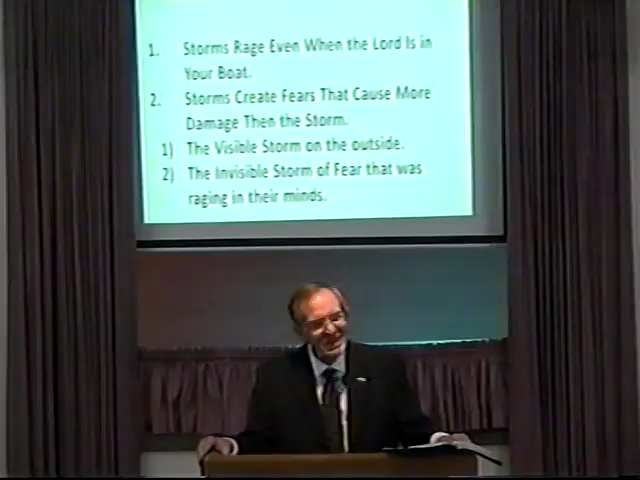 1. Storms Rage Even When the Lord Is in
Your Boat.
2. Storms Create Fears That Cause More
Damage Then the Storm.
1) The Visible Storm on the outside.
2) The Invisible Storm of Fear that was
raging in their minds.